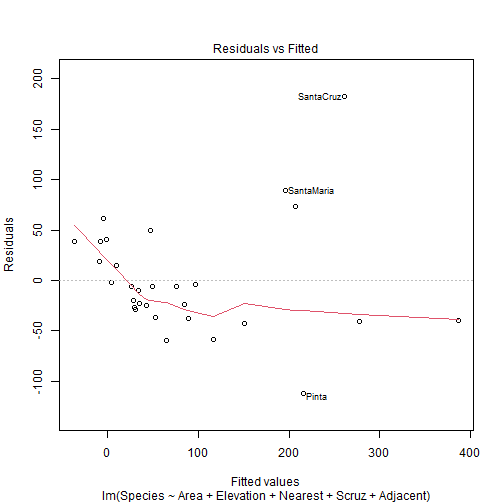 Residuals vs Fitted
200
150
100
50
0
-50
-100
Residuals
SantaCruz
SantaMaria
Pinta
0 100 200 300 400
Fitted values
lm(Species ~ Area + Elevation + Nearest + Scruz + Adjacent)